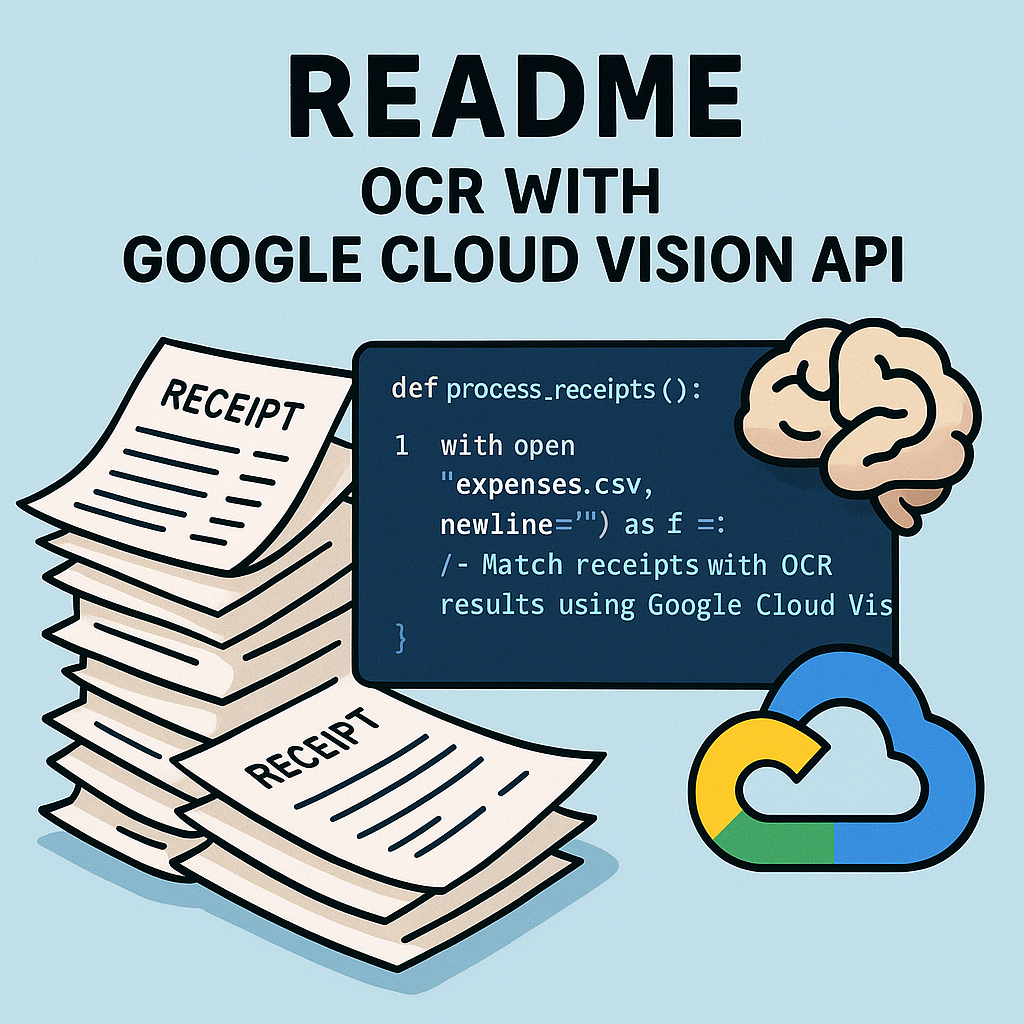 README
OCR WITH
GOOGLE CLOUD VISION API
RECEIPT
def process_receipts():
1 with open
"expenses.csv,
newline='") as f =:
/- Match receipts with OCR
results using Google Cloud Vis
}
RECEIPT